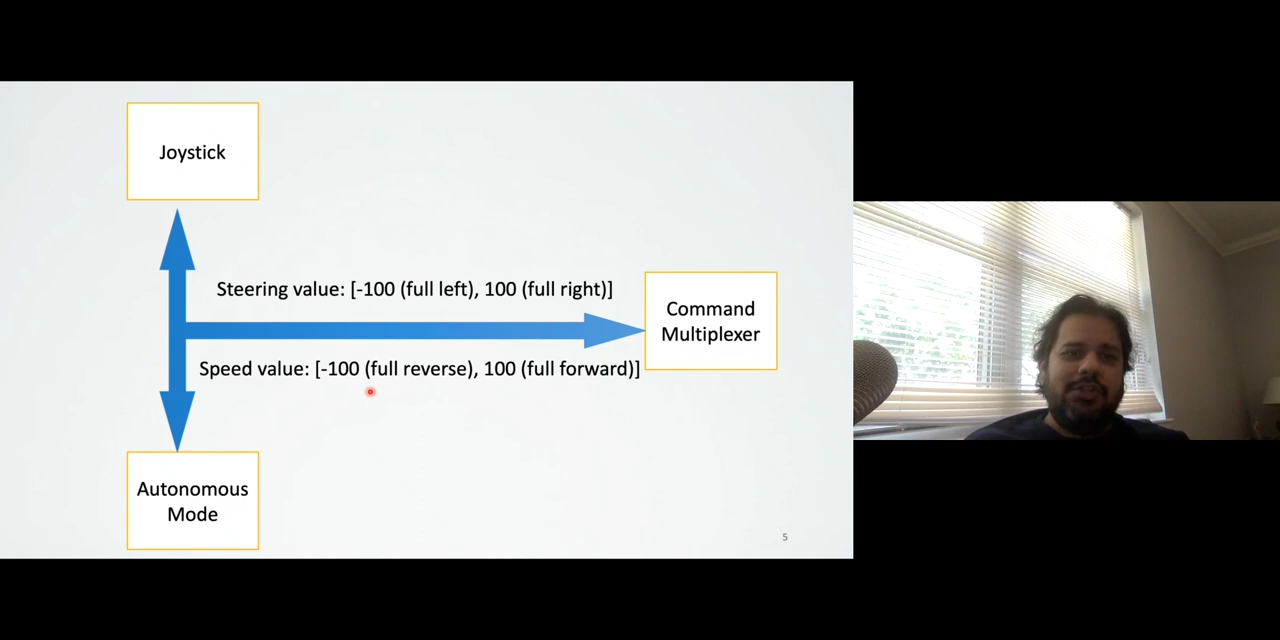 Joystick
Steering value: [-100 (full left), 100 (full right)]
Command
Multiplexer
Speed value: [-100 (full reverse), 100 (full forward)]
Autonomous
Mode
5